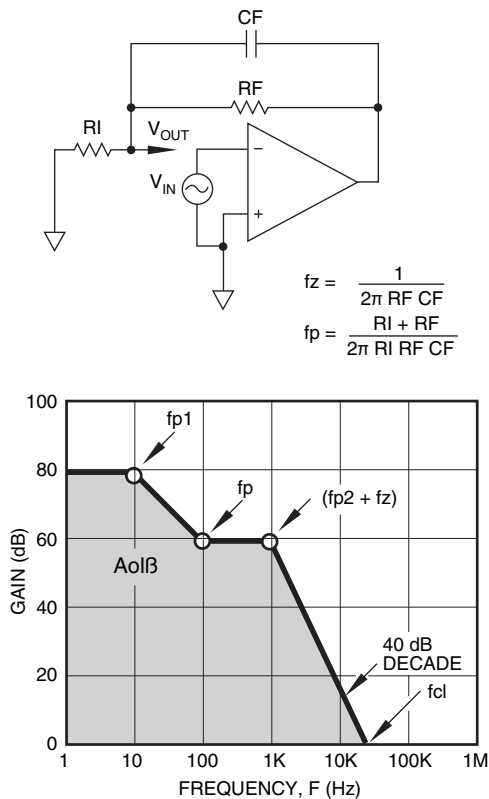 CF
RF
RI
VOUT
VIN
−
+
fz = 1 / 2π RF CF
fp = RI + RF / 2π RI RF CF
100
80
60
40
20
0
GAIN (dB)
fp1
fp
(fp2 + fz)
Aolß
40 dB
DECADE
fcl
1
10
100
1K
10K
100K
1M
FREQUENCY, F (Hz)